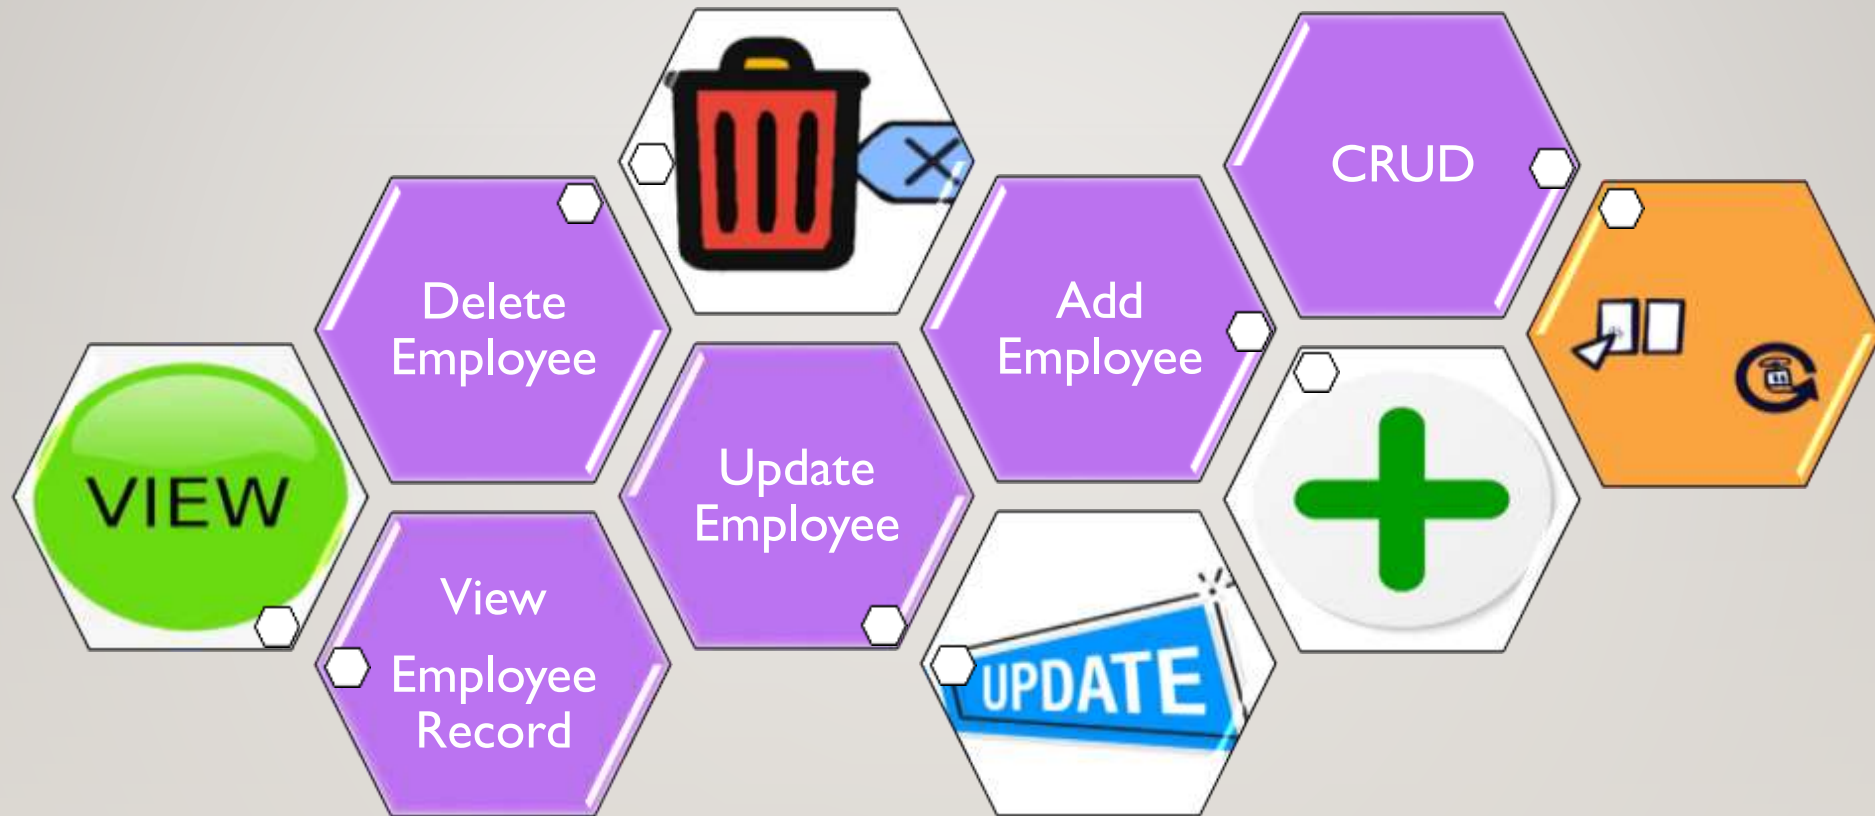 CRUD
Delete
Employee
Add
Employee
VIEW
Update
Employee
View
Employee
Record
UPDATE